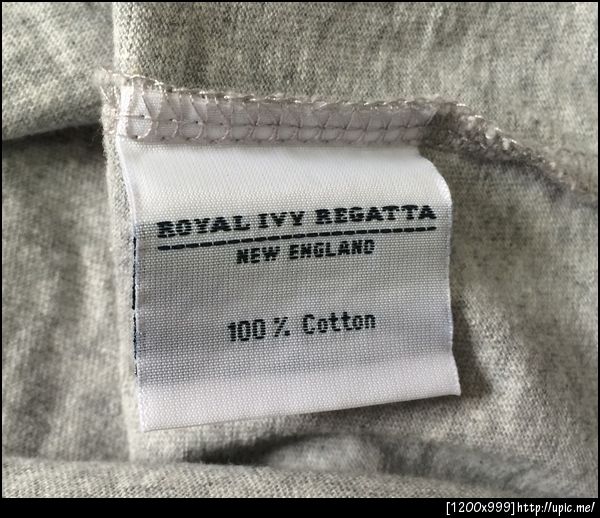 ROYAL IVY REGATTA
NEW ENGLAND
100 % Cotton
[1200x999]http://upic.me/